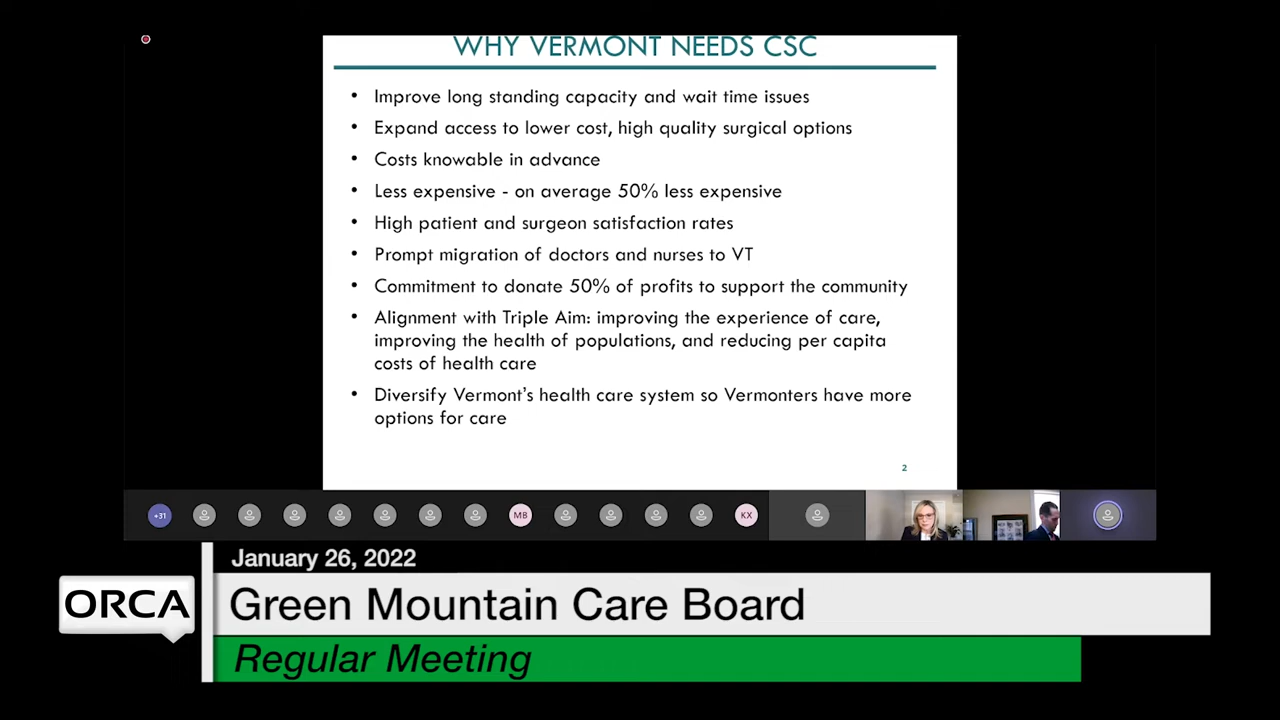 WHY VERMONT NEEDS CSC
• Improve long standing capacity and wait time issues
• Expand access to lower cost, high quality surgical options
• Costs knowable in advance
• Less expensive - on average 50% less expensive
• High patient and surgeon satisfaction rates
• Prompt migration of doctors and nurses to VT
• Commitment to donate 50% of profits to support the community
• Alignment with Triple Aim: improving the experience of care,
improving the health of populations, and reducing per capita
costs of health care
• Diversify Vermont’s health care system so Vermonters have more
options for care
2
+31 MB KX
January 26, 2022
ORCA
Green Mountain Care Board
Regular Meeting